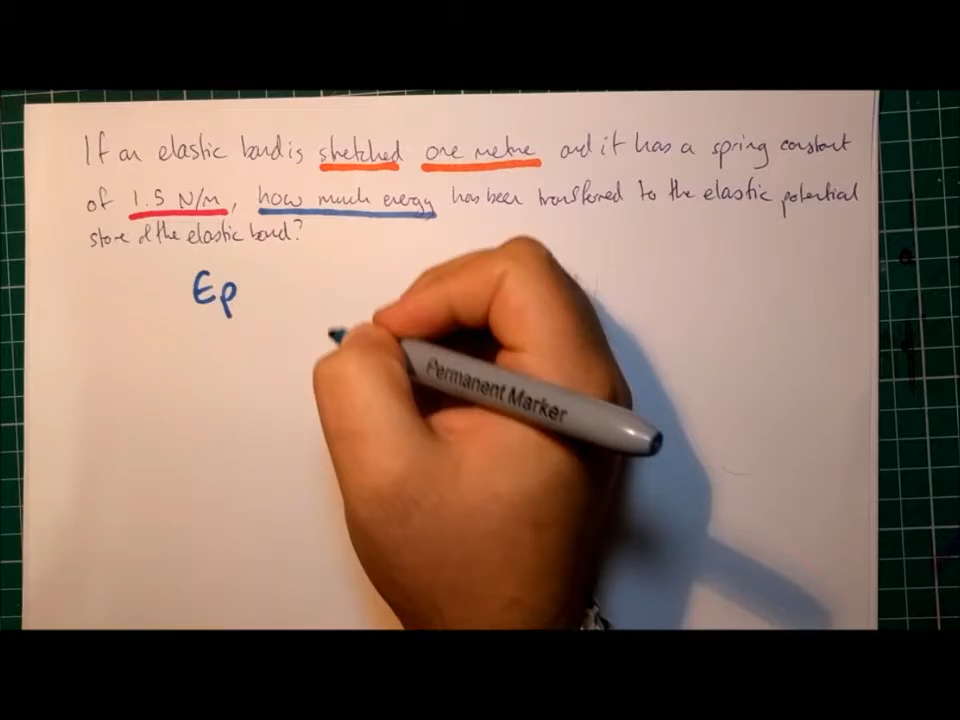 If an elastic band is stretched one metre and it has a spring constant
of 1.5 N/m, how much energy has been transferred to the elastic potential
store of the elastic band?
Ep
Permanent Marker